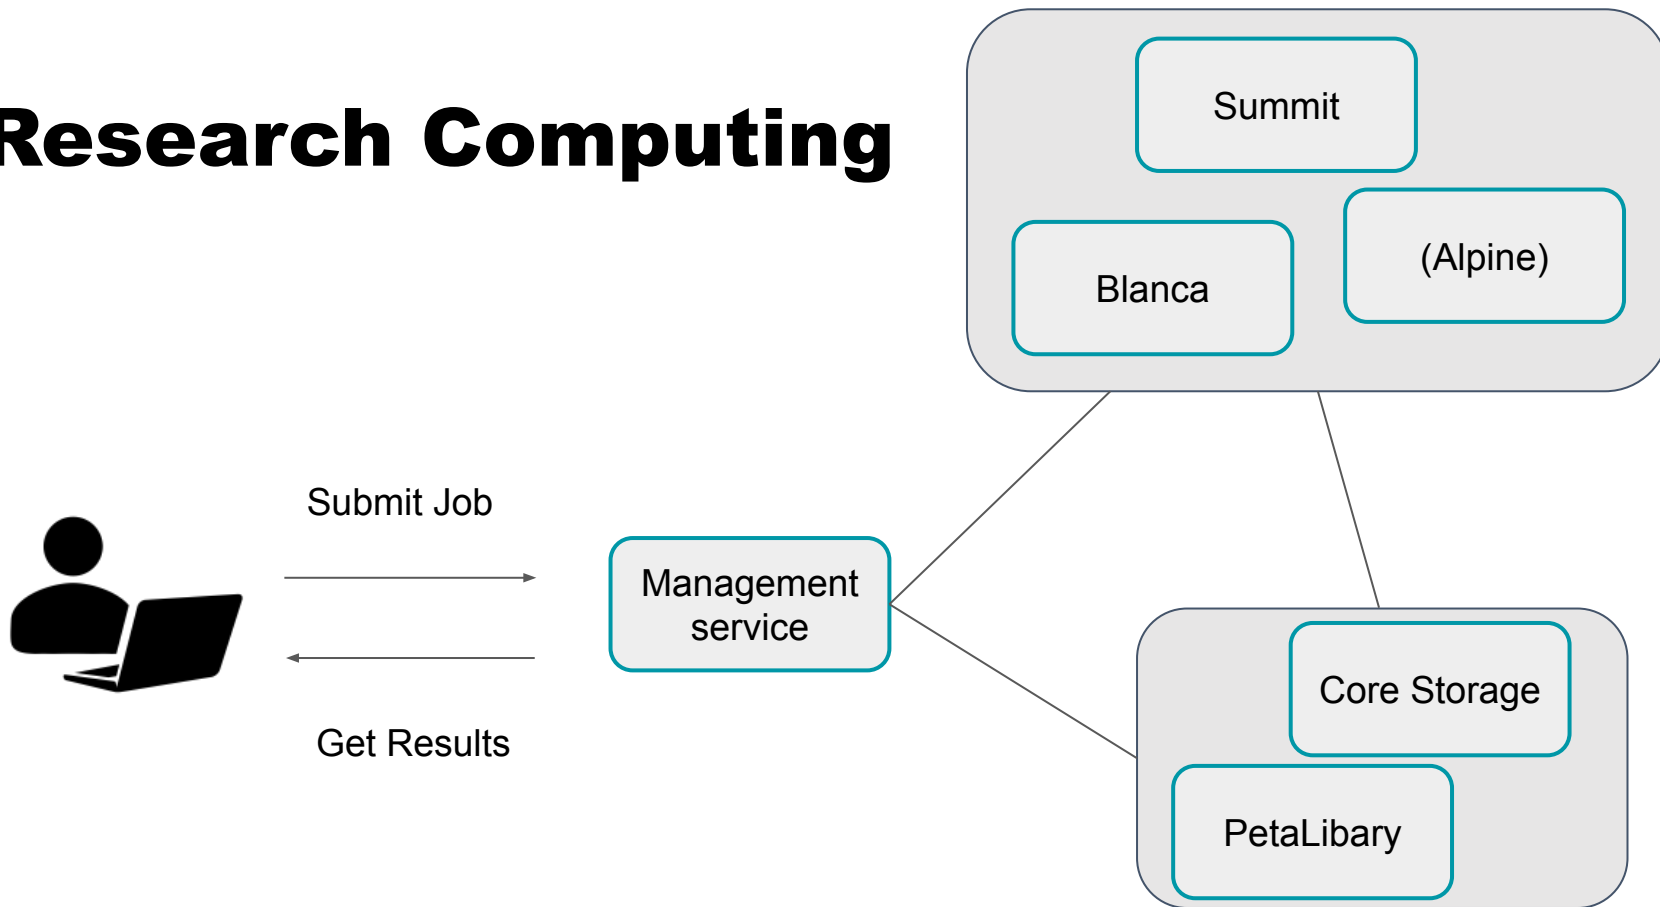 Research Computing
Summit
(Alpine)
Blanca
Submit Job
Management
service
Get Results
Core Storage
PetaLibary